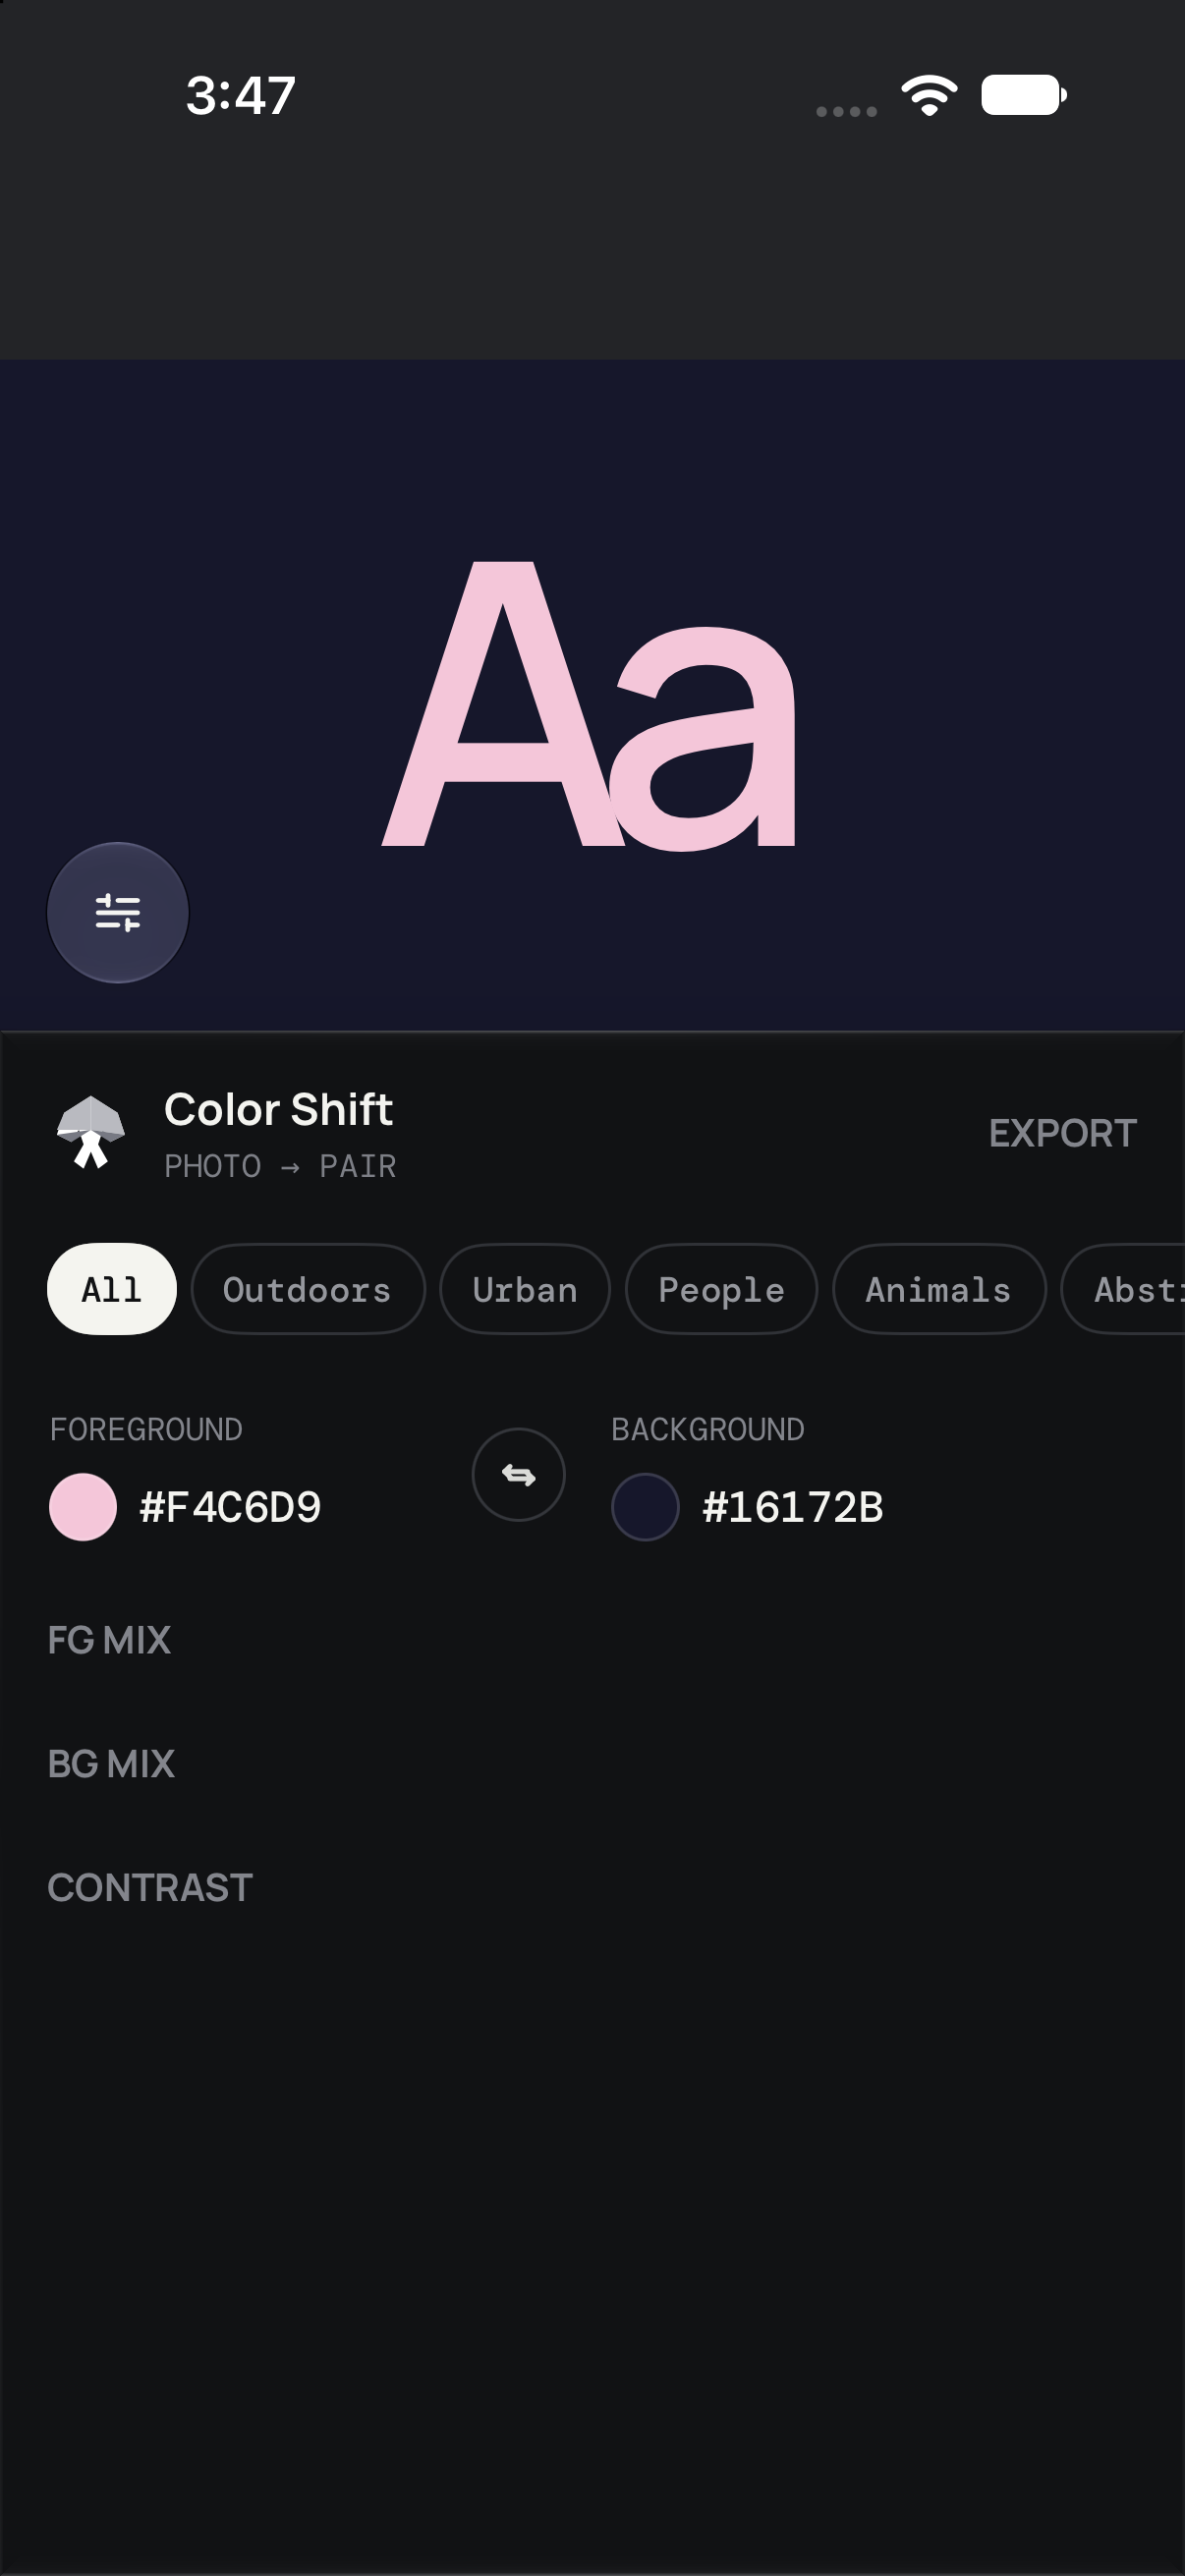 3:47
Aa
Color Shift
PHOTO → PAIR
EXPORT
All Outdoors Urban People Animals
FOREGROUND BACKGROUND
#F4C6D9 #16172B
FG MIX
BG MIX
CONTRAST